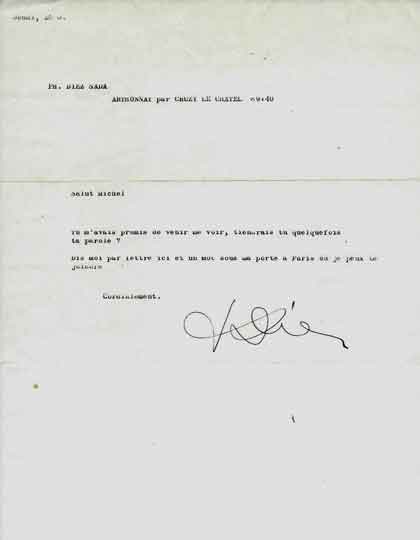 PH. DIEZ SADA
ARTHONNAY par CRUZY LE CHATEL 89740
Salut Michel
Tu m'avais promis de venir me voir, tiendrais tu quelquefois
ta parole ?
Dis moi par lettre ici et un mot sous ma porte à Paris où je peux te
joindre
Cordialement.